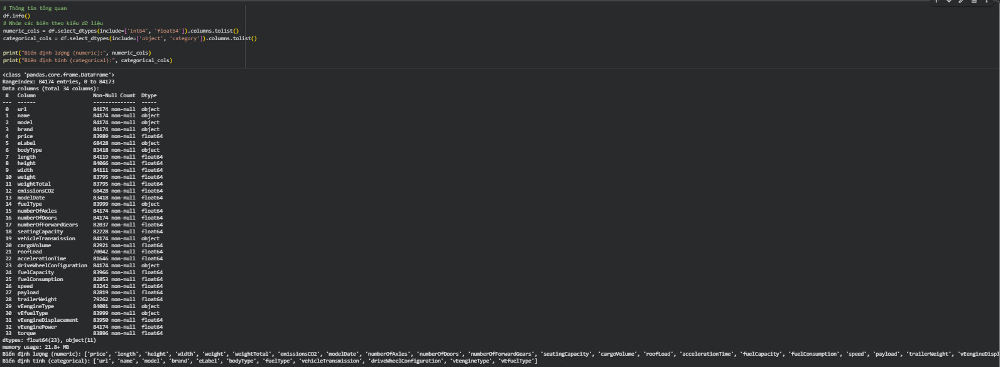 # Thông tin tổng quan
df.info()
# Nhóm các biến theo kiểu dữ liệu
numeric_cols = df.select_dtypes(include=['int64', 'float64']).columns.tolist()
categorical_cols = df.select_dtypes(include=['object', 'category']).columns.tolist()
print("Biến định lượng (numeric):", numeric_cols)
print("Biến định tính (categorical):", categorical_cols)
<class 'pandas.core.frame.DataFrame'>
RangeIndex: 84174 entries, 0 to 84173
Data columns (total 34 columns):
#   Column                   Non-Null Count  Dtype
---  ------                   --------------  -----
0   url                      84174 non-null  object
1   name                     84174 non-null  object
2   model                    84174 non-null  object
3   brand                    84174 non-null  object
4   price                    83989 non-null  float64
5   eLabel                   68428 non-null  object
6   bodyType                 83418 non-null  object
7   length                   84119 non-null  float64
8   height                   84066 non-null  float64
9   width                    84111 non-null  float64
10  weight                   83795 non-null  float64
11  weightTotal              83795 non-null  float64
12  emissionsCO2             68428 non-null  float64
13  modelDate                83418 non-null  float64
14  fuelType                 83999 non-null  object
15  numberOfAxles            84174 non-null  float64
16  numberOfDoors            84174 non-null  float64
17  numberOfForwardGears     82037 non-null  float64
18  seatingCapacity          82228 non-null  float64
19  vehicleTransmission      84174 non-null  object
20  cargoVolume              82921 non-null  float64
21  roofLoad                 70042 non-null  float64
22  accelerationTime         81646 non-null  float64
23  driveWheelConfiguration  84174 non-null  object
24  fuelCapacity             83966 non-null  float64
25  fuelConsumption          82853 non-null  float64
26  speed                    83242 non-null  float64
27  payload                  82819 non-null  float64
28  trailerWeight            79262 non-null  float64
29  vEengineType             84001 non-null  object
30  vEfuelType               83999 non-null  object
31  vEengineDisplacement     83950 non-null  float64
32  vEenginePower            84174 non-null  float64
33  torque                   83896 non-null  float64
dtypes: float64(23), object(11)
memory usage: 21.8+ MB
Biến định lượng (numeric): ['price', 'length', 'height', 'width', 'weight', 'weightTotal', 'emissionsCO2', 'modelDate', 'numberOfAxles', 'numberOfDoors', 'numberOfForwardGears', 'seatingCapacity', 'cargoVolume', 'roofLoad', 'accelerationTime', 'fuelCapacity', 'fuelConsumption', 'speed', 'payload', 'trailerWeight', 'vEengineDispl
Biến định tính (categorical): ['url', 'name', 'model', 'brand', 'eLabel', 'bodyType', 'fuelType', 'vehicleTransmission', 'driveWheelConfiguration', 'vEengineType', 'vEfuelType']